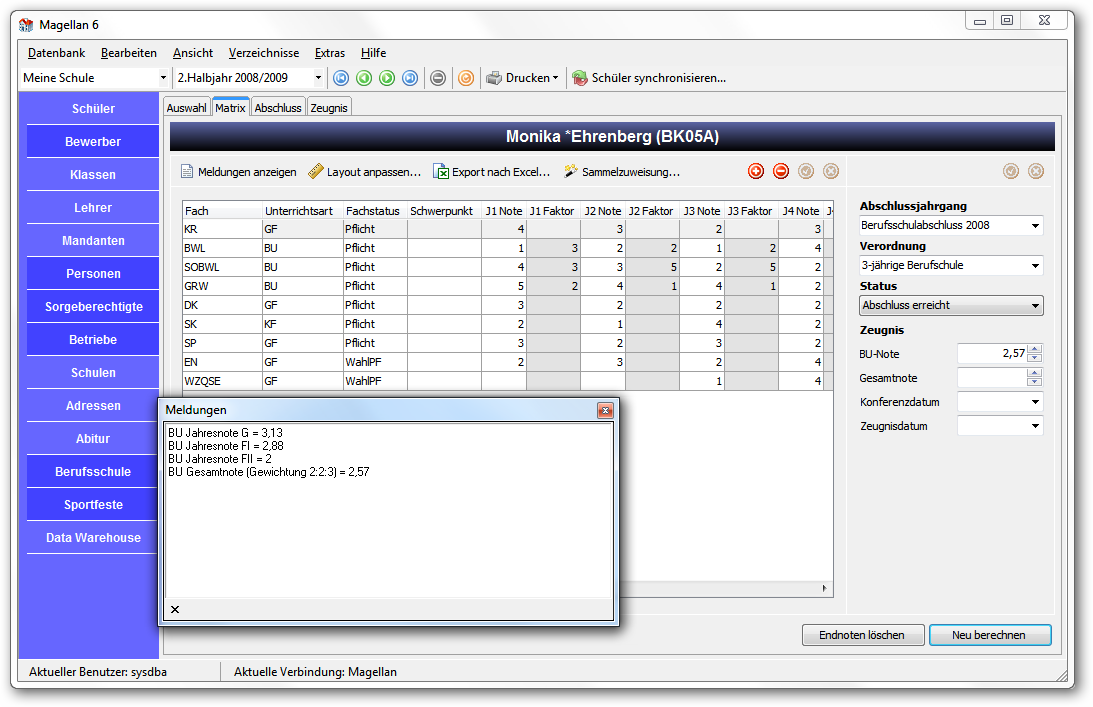 Magellan 6
Datenbank Bearbeiten Ansicht Verzeichnisse Extras Hilfe
Meine Schule 2.Halbjahr 2008/2009 Drucken Schüler synchronisieren...
Schüler
Bewerber
Klassen
Lehrer
Mandanten
Personen
Sorgeberechtigte
Betriebe
Schulen
Adressen
Abitur
Berufsschule
Sportfeste
Data Warehouse
Auswahl Matrix Abschluss Zeugnis
Monika *Ehrenberg (BK05A)
Meldungen anzeigen Layout anpassen... Export nach Excel... Sammelzuweisung...
Fach Unterrichtsart Fachstatus Schwerpunkt J1 Note J1 Faktor J2 Note J2 Faktor J3 Note J3 Faktor J4 Note
KR GF Pflicht 4 3 2 3
BWL BU Pflicht 1 3 2 2 1 2 4
SOBWL BU Pflicht 4 3 3 5 2 5 2
GRW BU Pflicht 5 2 4 1 4 1 2
DK GF Pflicht 3 2 2 2
SK KF Pflicht 2 1 4 2
SP GF Pflicht 3 2 3 2
EN GF WahlPF 2 3 2 4
WZQSE GF WahlPF 1 4
Abschlussjahrgang
Berufsschulabschluss 2008
Verordnung
3-jährige Berufschule
Status
Abschluss erreicht
Zeugnis
BU-Note 2,57
Gesamtnote
Konferenzdatum
Zeugnisdatum
Meldungen
BU Jahresnote G = 3,13
BU Jahresnote FI = 2,88
BU Jahresnote FII = 2
BU Gesamtnote (Gewichtung 2:2:3) = 2,57
Endnoten löschen Neu berechnen
Aktueller Benutzer: sysdba Aktuelle Verbindung: Magellan